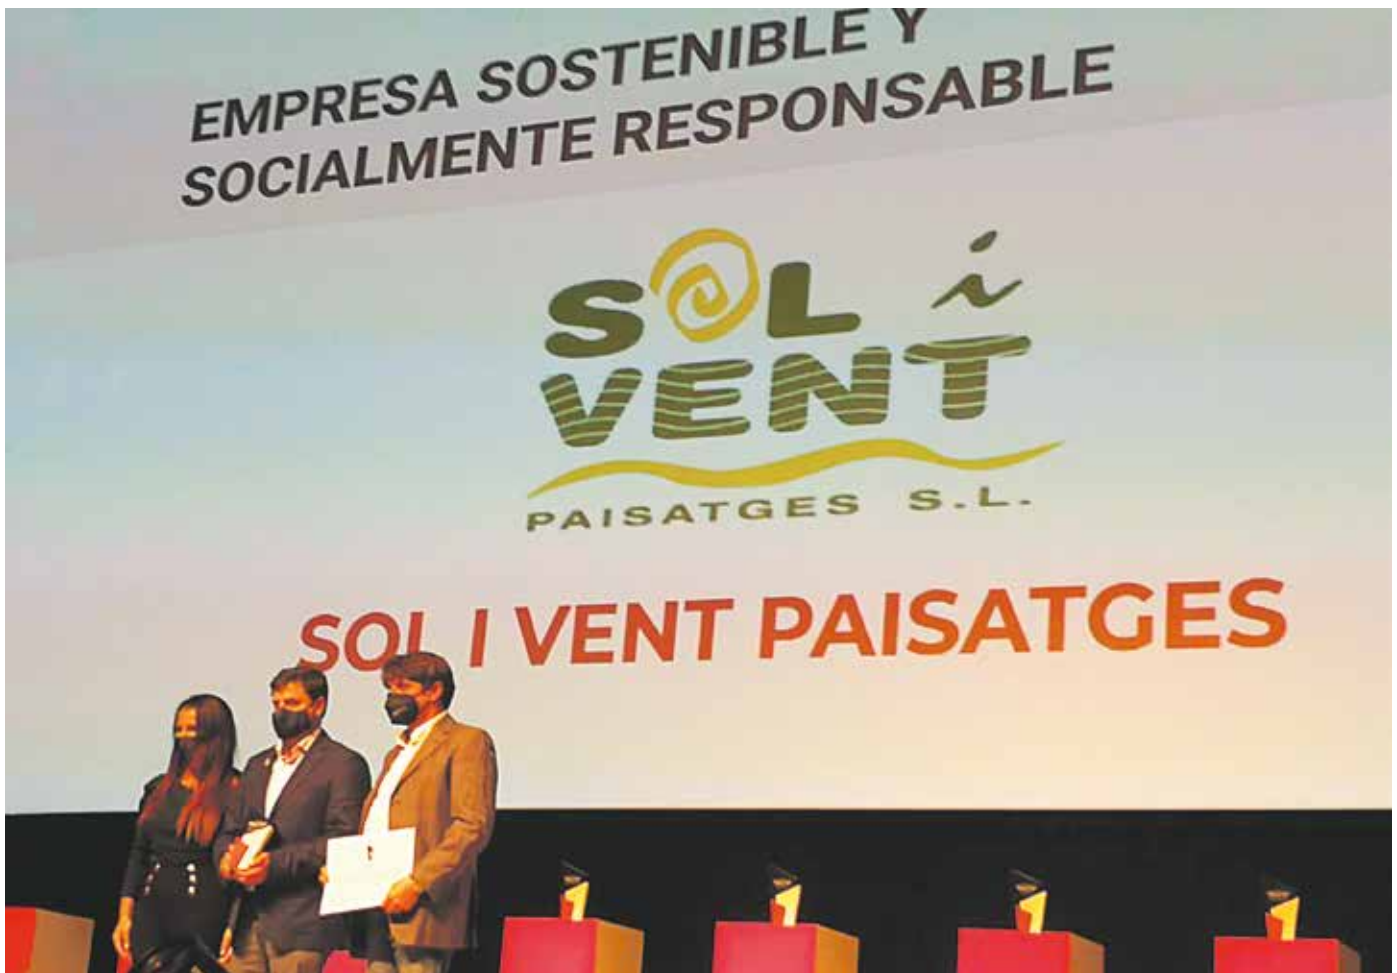 EMPRESA SOSTENIBLE Y
SOCIALMENTE RESPONSABLE
SOL i
VENT
PAISATGES S.L.
SOL I VENT PAISATGES